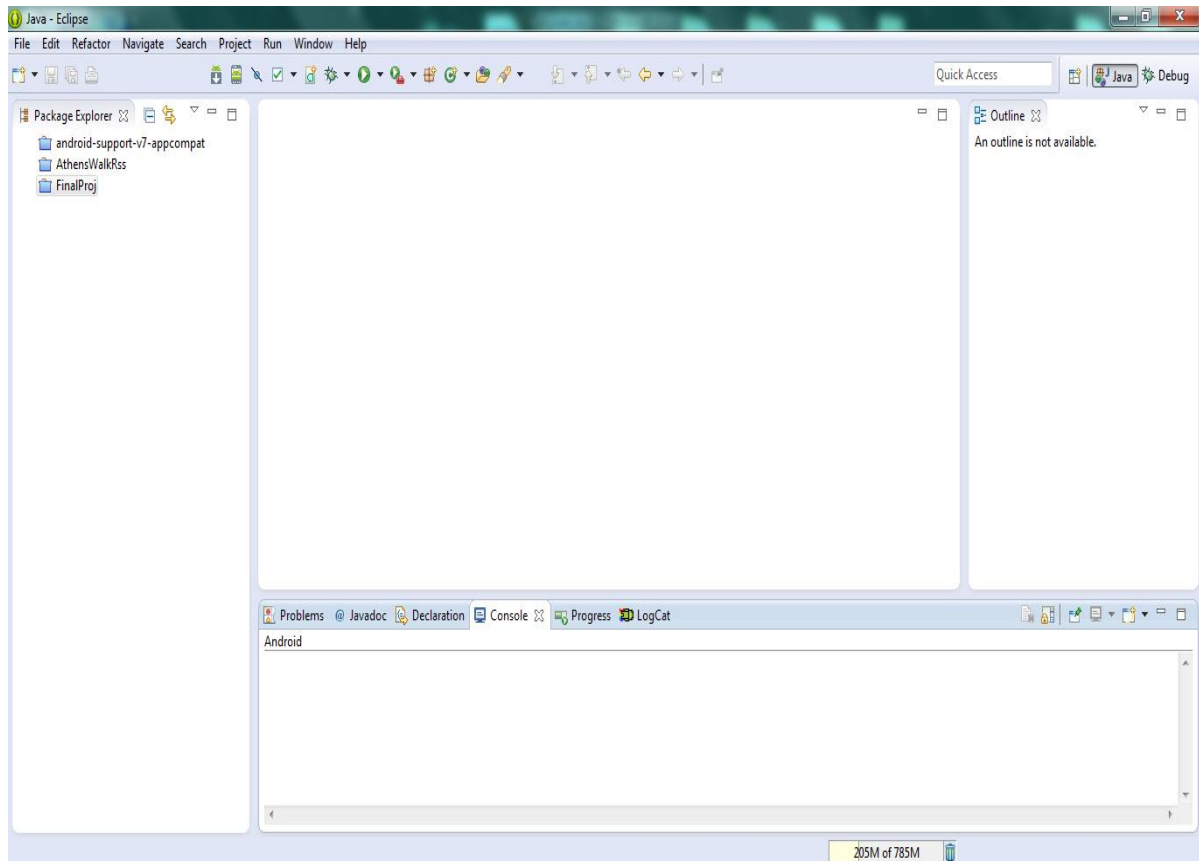 Java - Eclipse
File Edit Refactor Navigate Search Project Run Window Help
Quick Access
Java
Debug
Package Explorer
android-support-v7-appcompat
AthensWalkRss
FinalProj
Outline
An outline is not available.
Problems @ Javadoc Declaration Console Progress LogCat
Android
205M of 785M